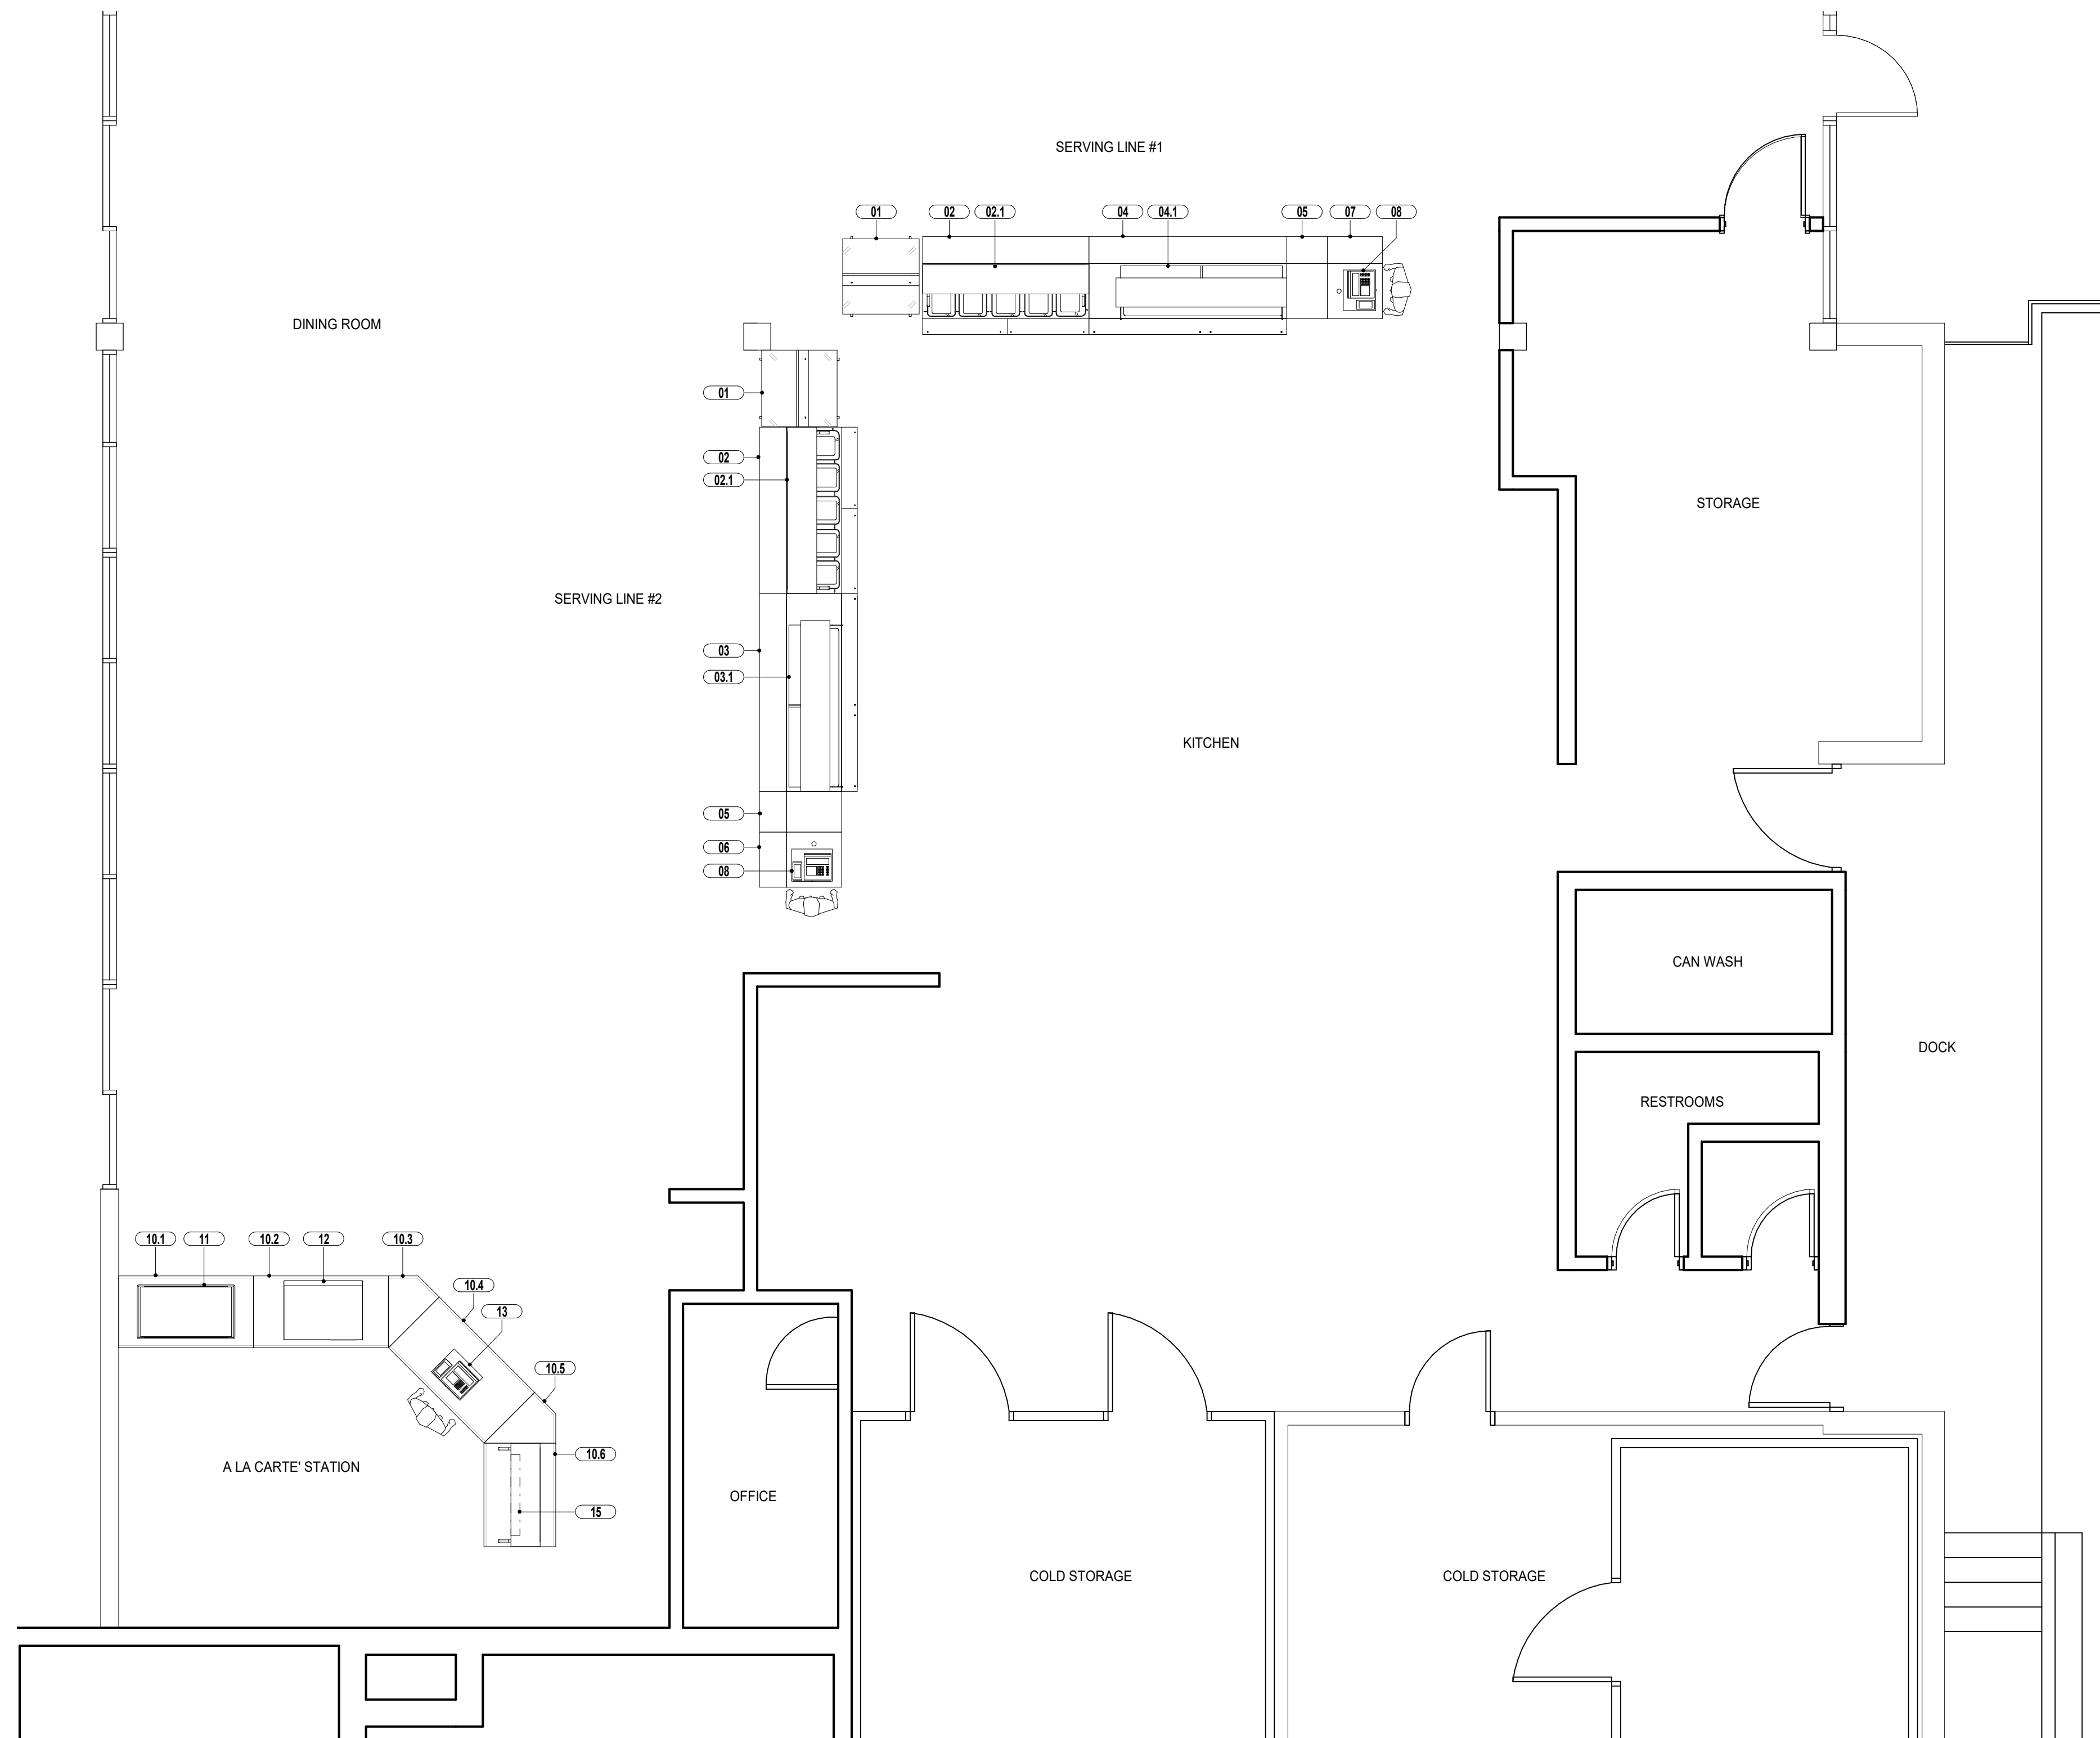 SERVING LINE #1
01 02 02.1 04 04.1 05 07 08
DINING ROOM
01
02
02.1
STORAGE
SERVING LINE #2
03
03.1
KITCHEN
05
06
08
CAN WASH
DOCK
RESTROOMS
10.1 11 10.2 12 10.3
10.4
13
10.5
10.6
A LA CARTE' STATION
OFFICE
15
COLD STORAGE COLD STORAGE